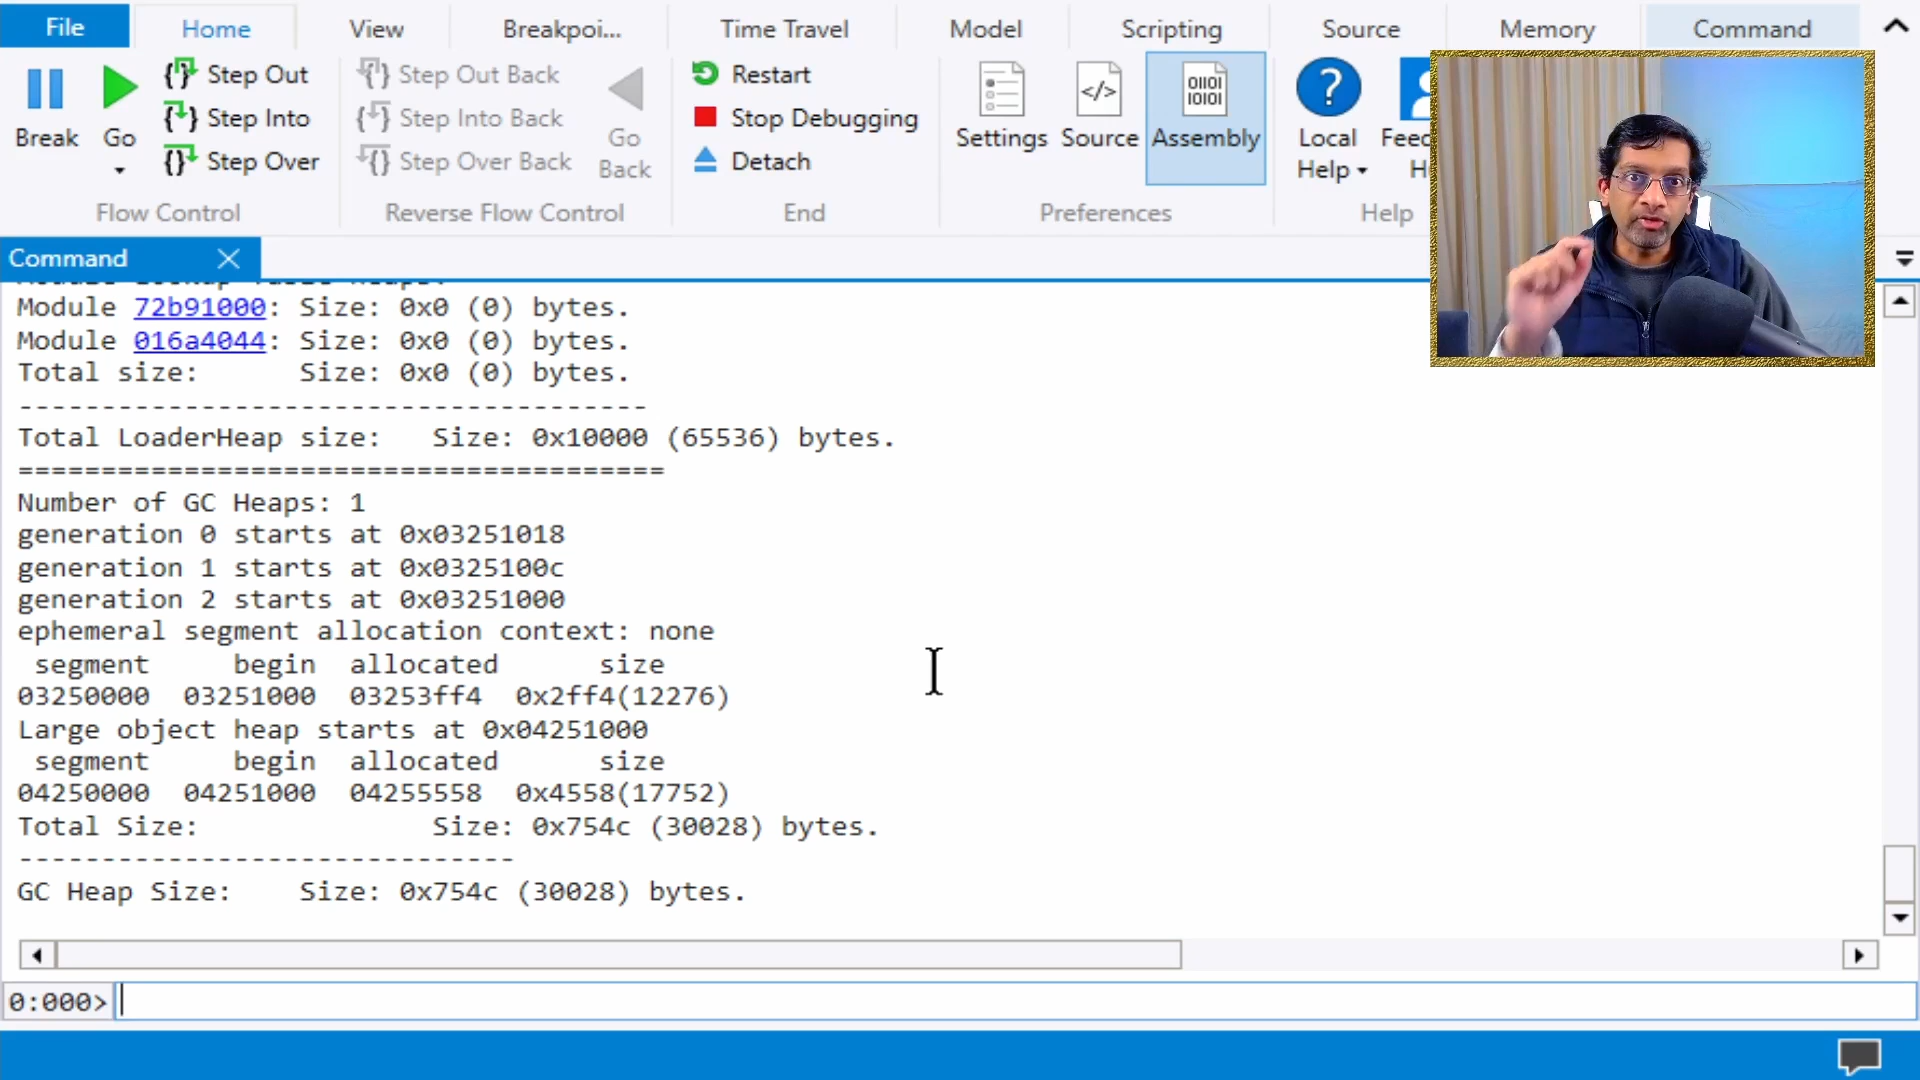 File
Home
View
Breakpoi...
Time Travel
Model
Scripting
Source
Memory
Command
Break
Go
Step Out
Step Into
Step Over
Flow Control
Step Out Back
Step Into Back
Step Over Back
Go
Back
Reverse Flow Control
Restart
Stop Debugging
Detach
End
Settings
Source
Assembly
Preferences
Local
Help
Feed
H
Help
Command
Module 72b91000: Size: 0x0 (0) bytes.
Module 016a4044: Size: 0x0 (0) bytes.
Total size: Size: 0x0 (0) bytes.
--------------------------------------
Total LoaderHeap size: Size: 0x10000 (65536) bytes.
=======================================
Number of GC Heaps: 1
generation 0 starts at 0x03251018
generation 1 starts at 0x0325100c
generation 2 starts at 0x03251000
ephemeral segment allocation context: none
segment begin allocated size
03250000 03251000 03253ff4 0x2ff4(12276)
Large object heap starts at 0x04251000
segment begin allocated size
04250000 04251000 04255558 0x4558(17752)
Total Size: Size: 0x754c (30028) bytes.
------------------------------
GC Heap Size: Size: 0x754c (30028) bytes.
0:000>